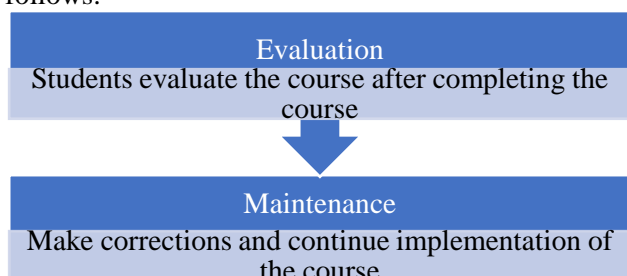 follows:
Evaluation
Students evaluate the course after completing the
course
Maintenance
Make corrections and continue implementation of
the course